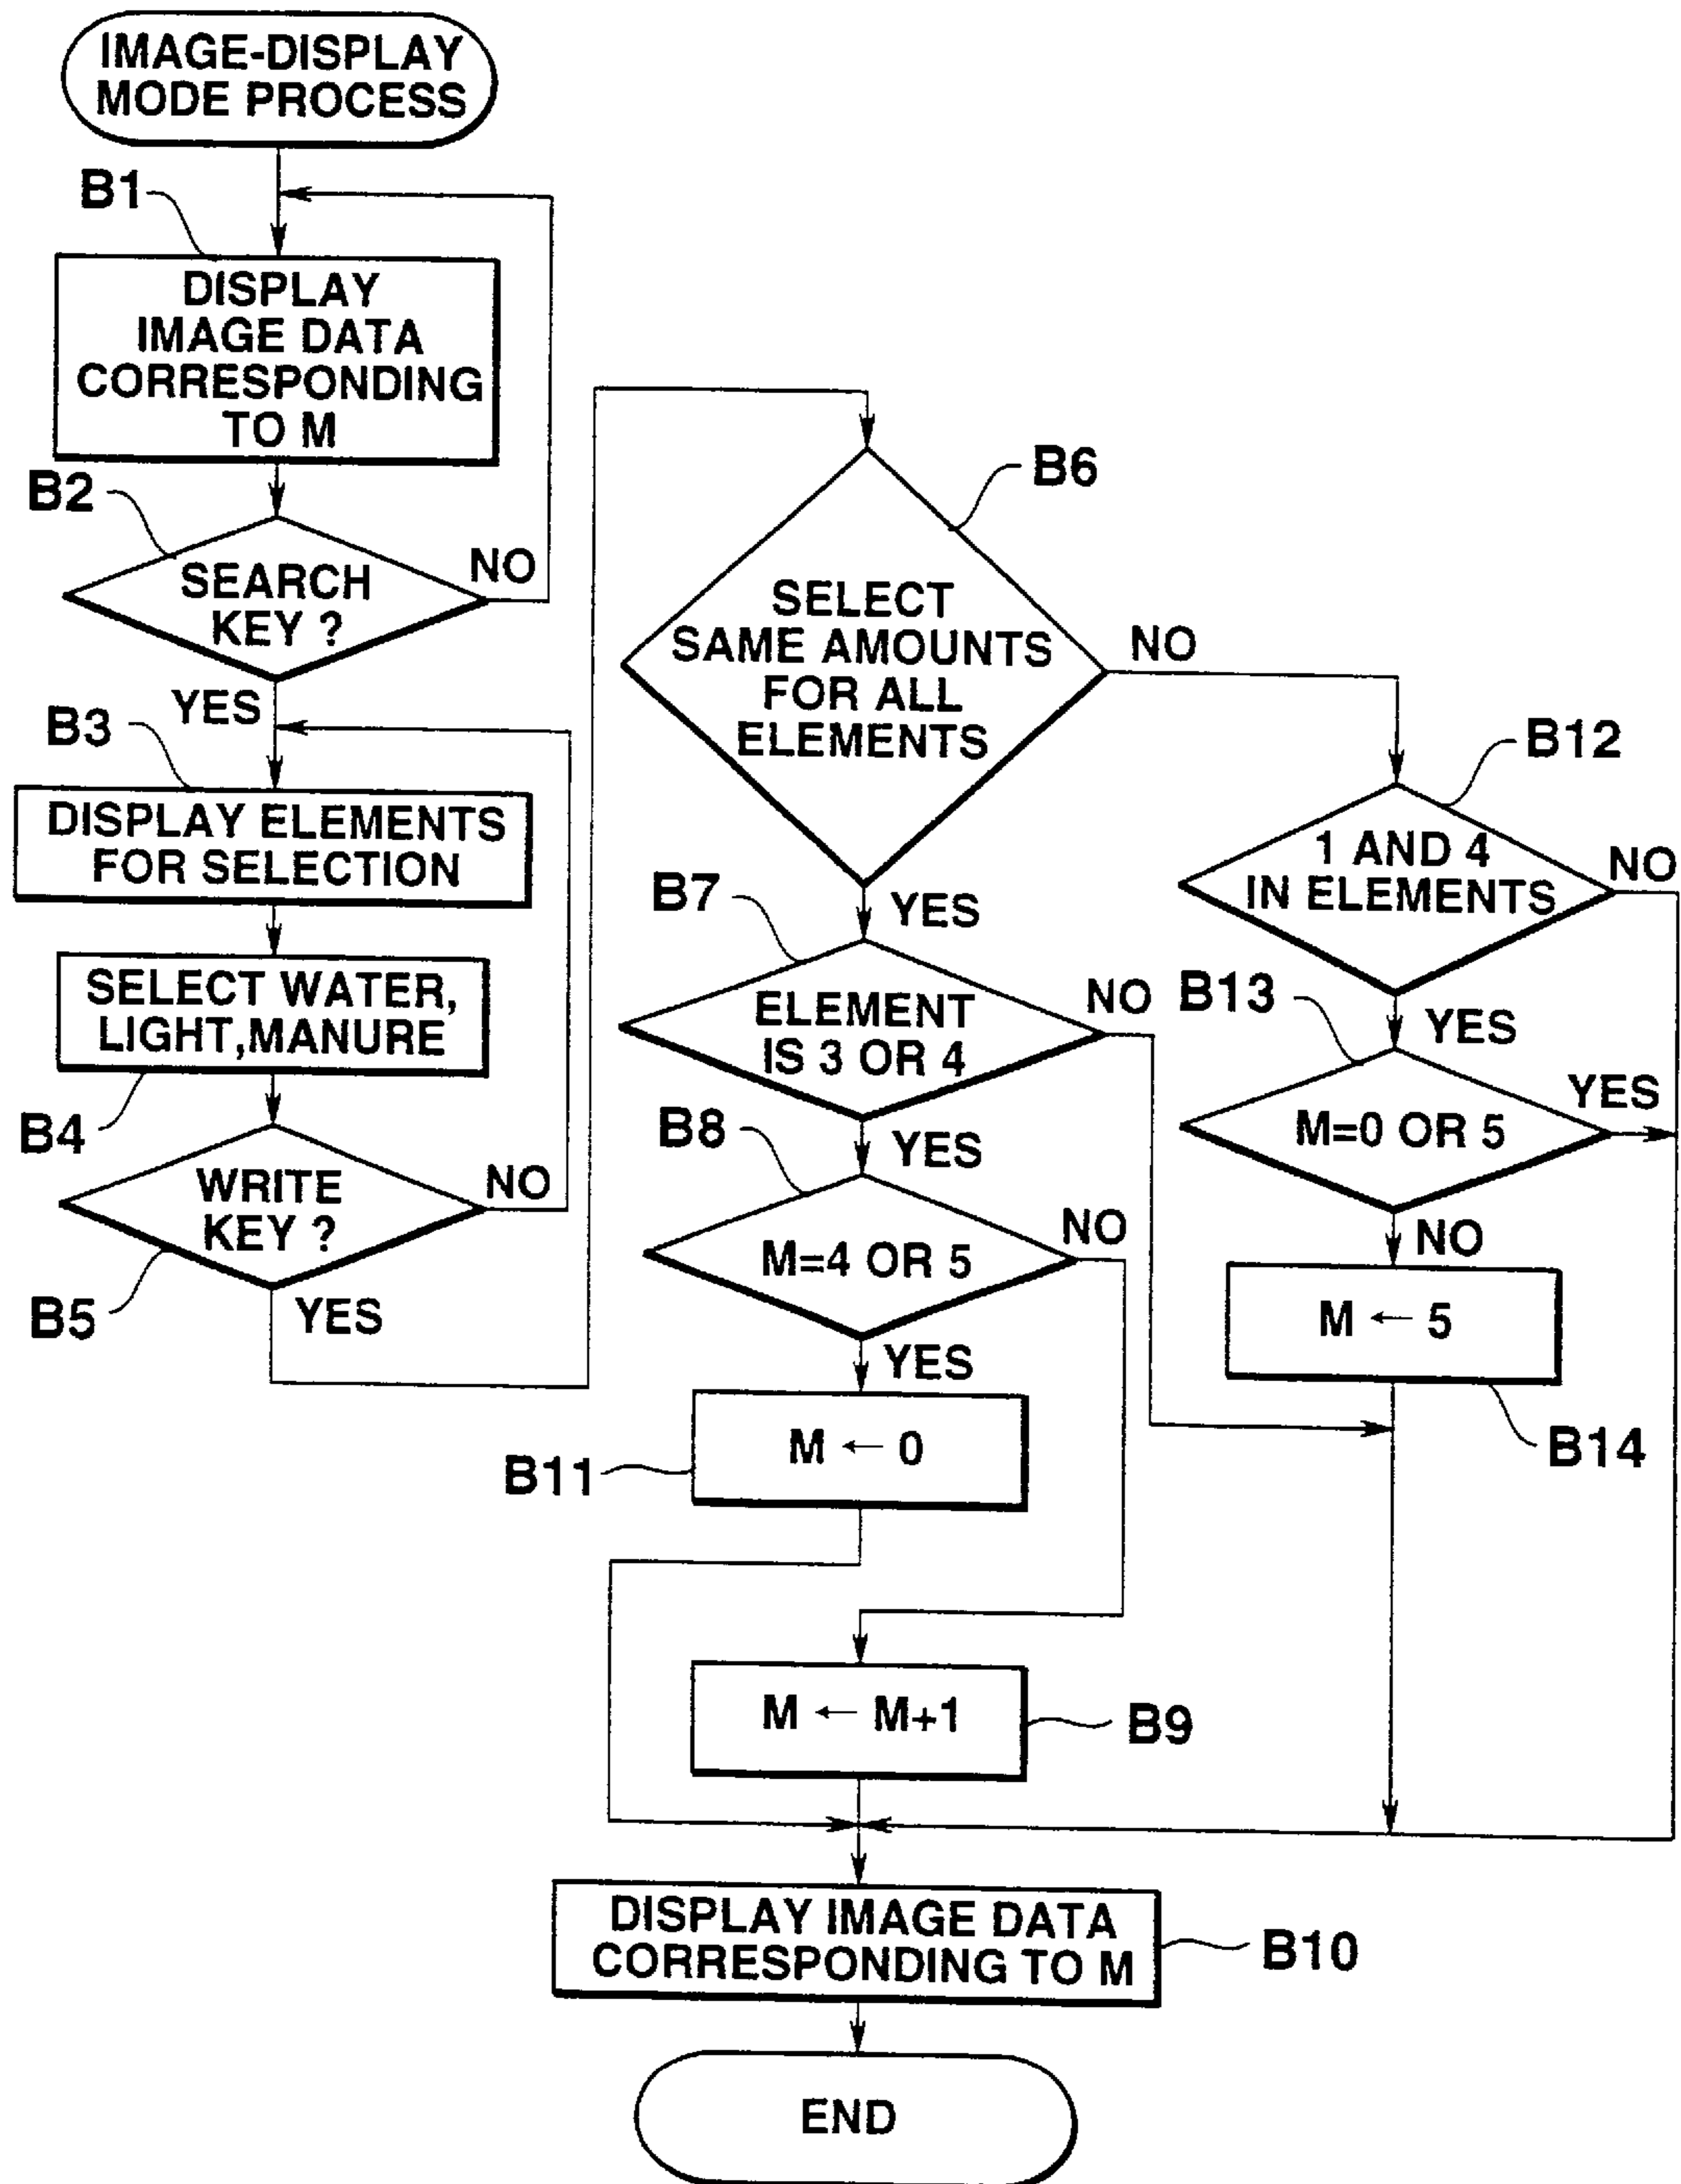 IMAGE-DISPLAY
MODE PROCESS
B1
DISPLAY
IMAGE DATA
CORRESPONDING
TO M
B2
SEARCH
KEY ?
NO
YES
B3
DISPLAY ELEMENTS
FOR SELECTION
SELECT WATER,
LIGHT,MANURE
B4
WRITE
KEY ?
NO
B5
YES
B6
SELECT
SAME AMOUNTS
FOR ALL
ELEMENTS
NO
YES
B7
ELEMENT
IS 3 OR 4
NO
YES
B8
M=4 OR 5
NO
YES
M ← 0
B11
M ← M+1
B9
B12
1 AND 4
IN ELEMENTS
NO
YES
B13
M=0 OR 5
YES
NO
M ← 5
B14
DISPLAY IMAGE DATA
CORRESPONDING TO M
B10
END